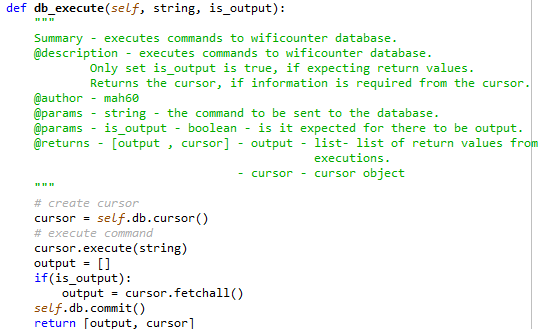 def db_execute(self, string, is_output):
"""
Summary - executes commands to wificounter database.
@description - executes commands to wificounter database.
Only set is_output is true, if expecting return values.
Returns the cursor, if information is required from the cursor.
@author - mah60
@params - string - the command to be sent to the database.
@params - is_output - boolean - is it expected for there to be output.
@returns - [output , cursor] - output - list- list of return values from
executions.
- cursor - cursor object
"""
# create cursor
cursor = self.db.cursor()
# execute command
cursor.execute(string)
output = []
if(is_output):
output = cursor.fetchall()
self.db.commit()
return [output, cursor]